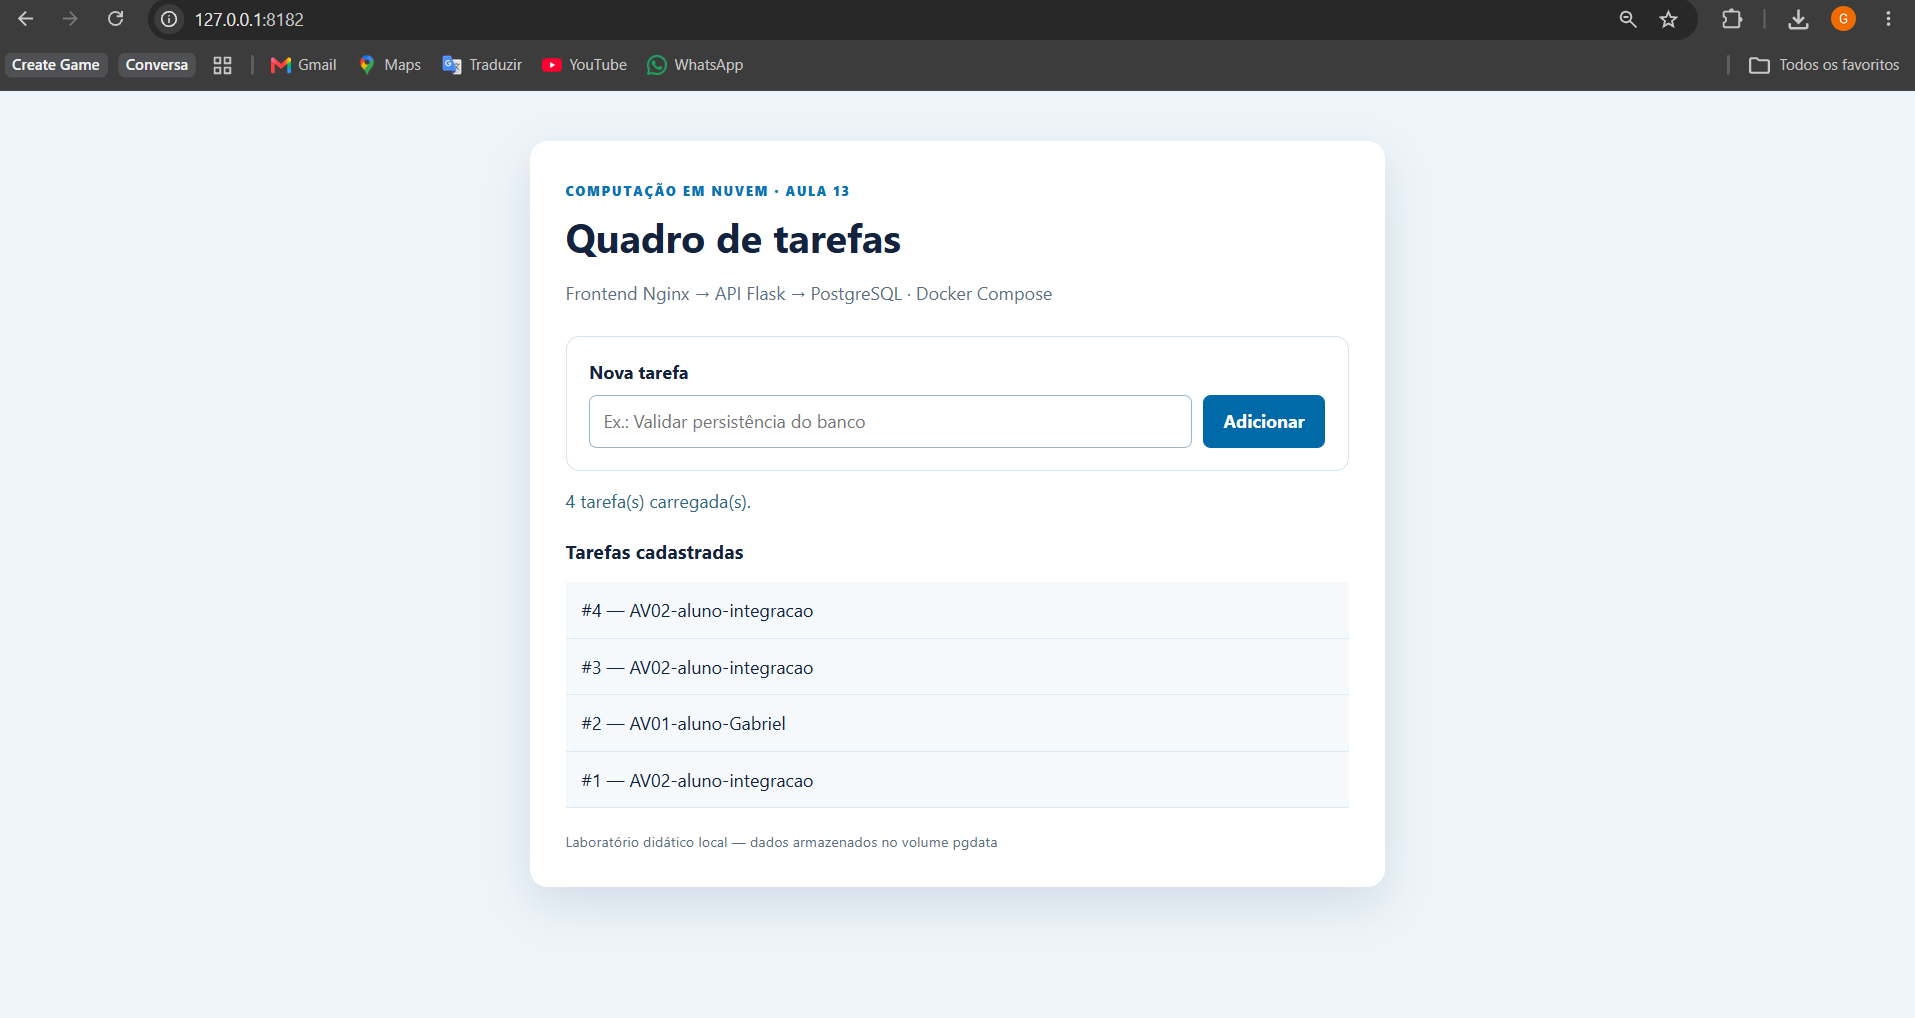 127.0.0.1:8182
G
Create Game
Conversa
Gmail
Maps
Traduzir
YouTube
WhatsApp
Todos os favoritos
COMPUTAÇÃO EM NUVEM · AULA 13
Quadro de tarefas
Frontend Nginx → API Flask → PostgreSQL · Docker Compose
Nova tarefa
Ex.: Validar persistência do banco
Adicionar
4 tarefa(s) carregada(s).
Tarefas cadastradas
#4 — AV02-aluno-integracao
#3 — AV02-aluno-integracao
#2 — AV01-aluno-Gabriel
#1 — AV02-aluno-integracao
Laboratório didático local — dados armazenados no volume pgdata